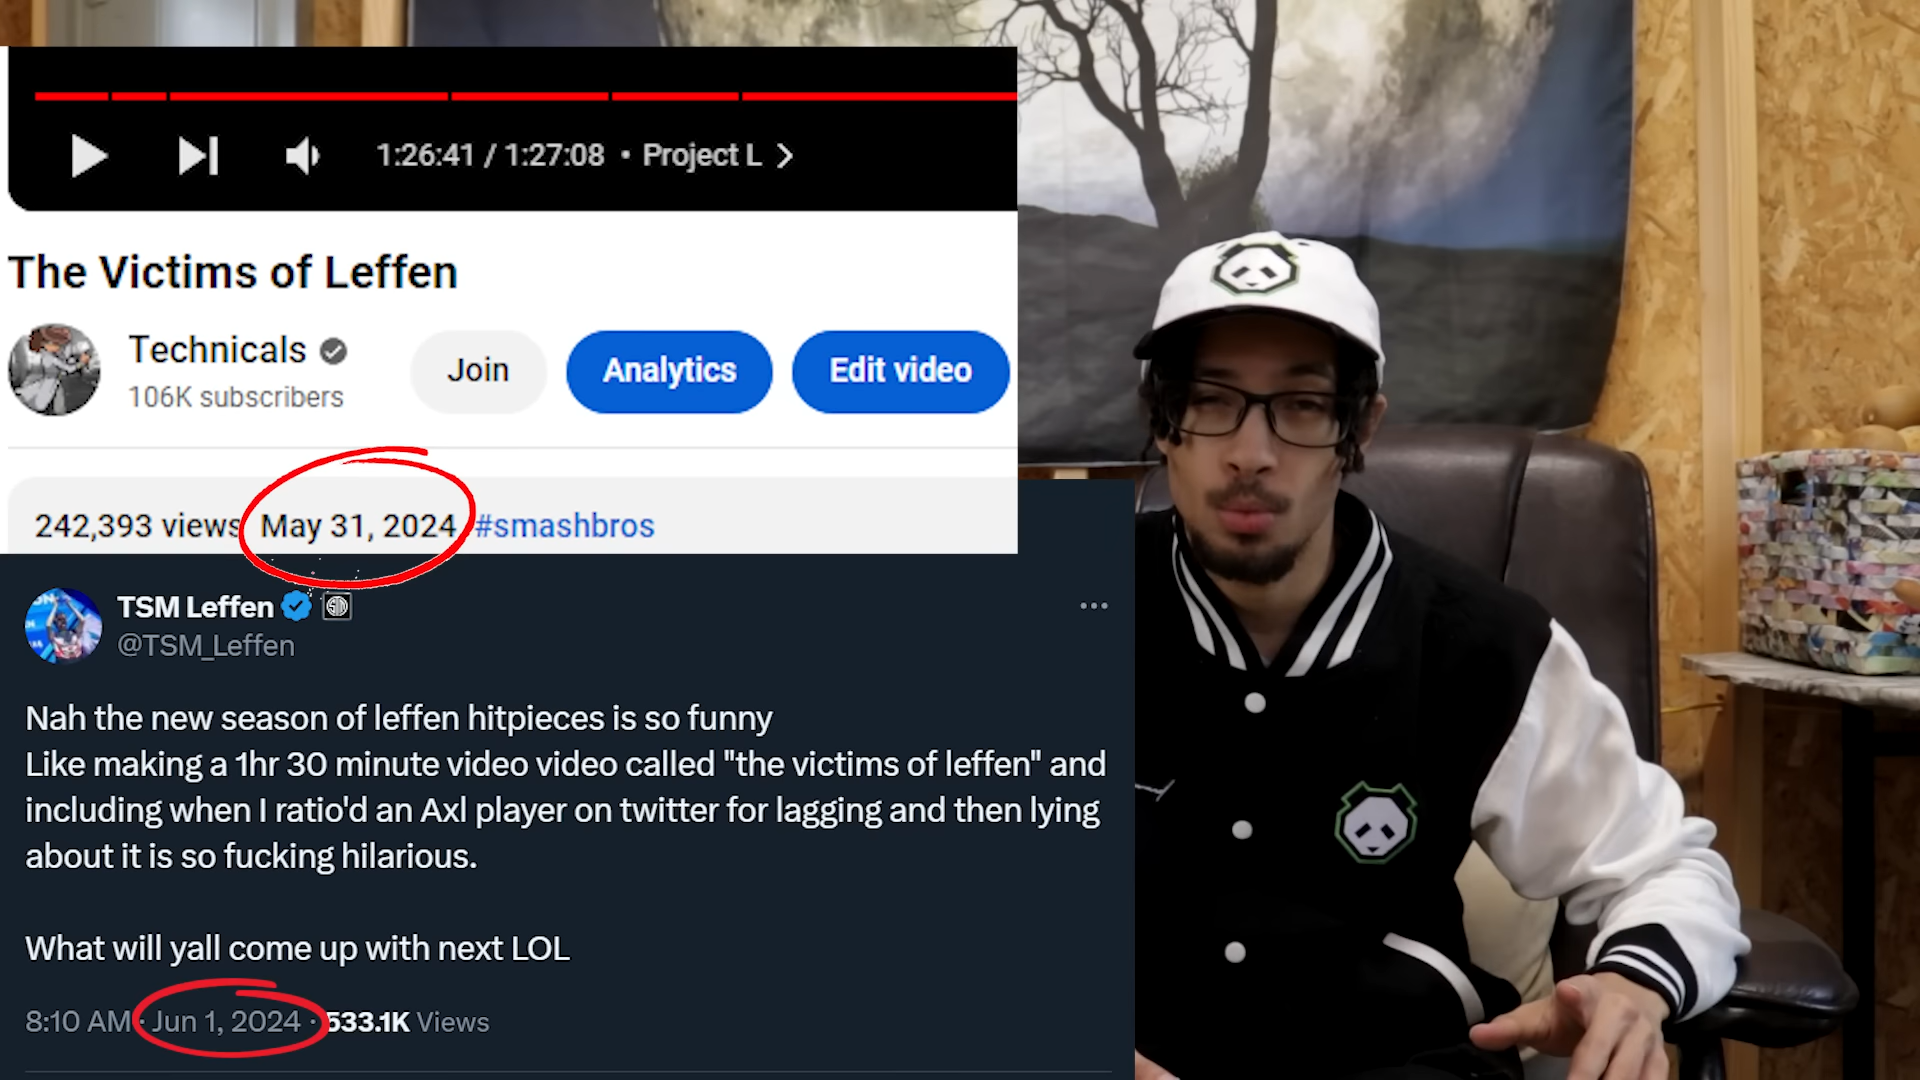 1:26:41 / 1:27:08 • Project L >
The Victims of Leffen
Technicals
106K subscribers
Join
Analytics
Edit video
242,393 views May 31, 2024 #smashbros
TSM Leffen
@TSM_Leffen
Nah the new season of leffen hitpieces is so funny
Like making a 1hr 30 minute video video called "the victims of leffen" and
including when I ratio'd an Axl player on twitter for lagging and then lying
about it is so fucking hilarious.
What will yall come up with next LOL
8:10 AM · Jun 1, 2024 · 533.1K Views